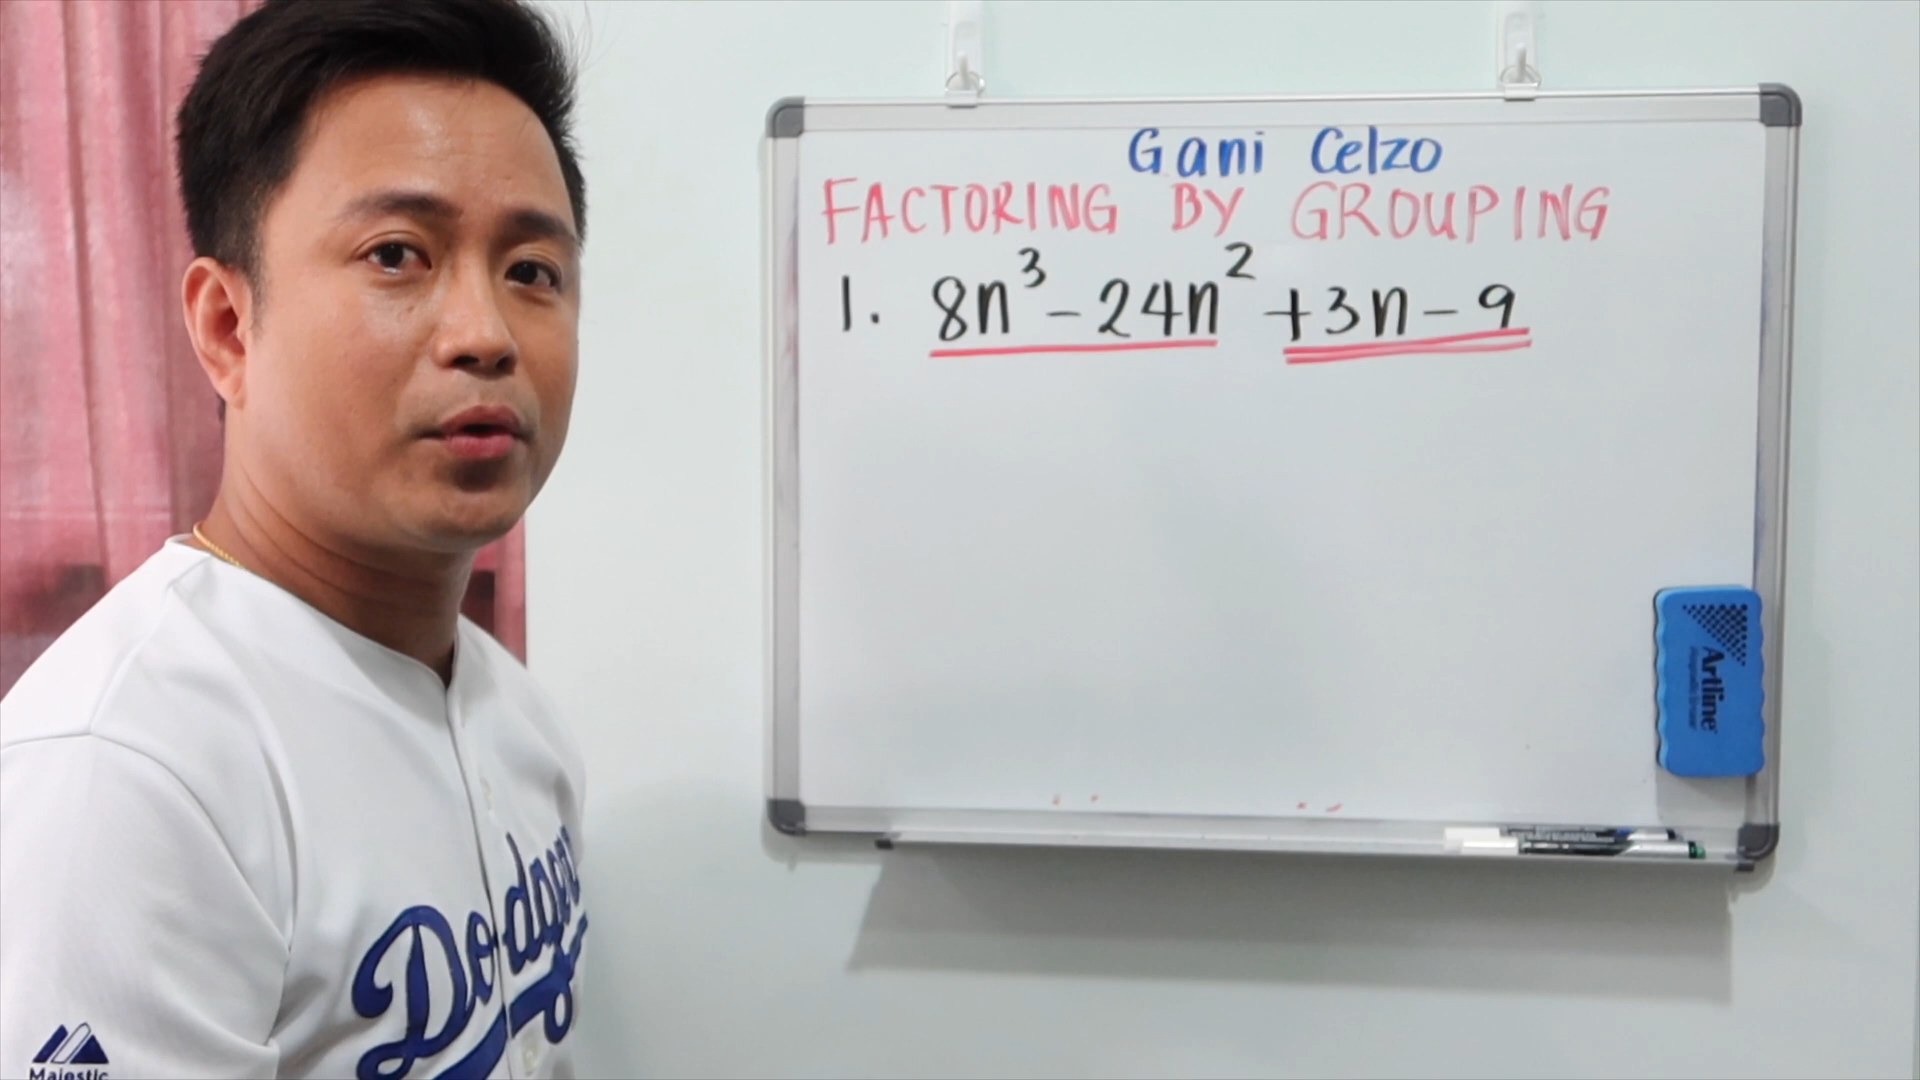 Gani Celzo
FACTORING BY GROUPING
1. 8n³ - 24n² + 3n - 9
Artline
Dodgers
Majestic